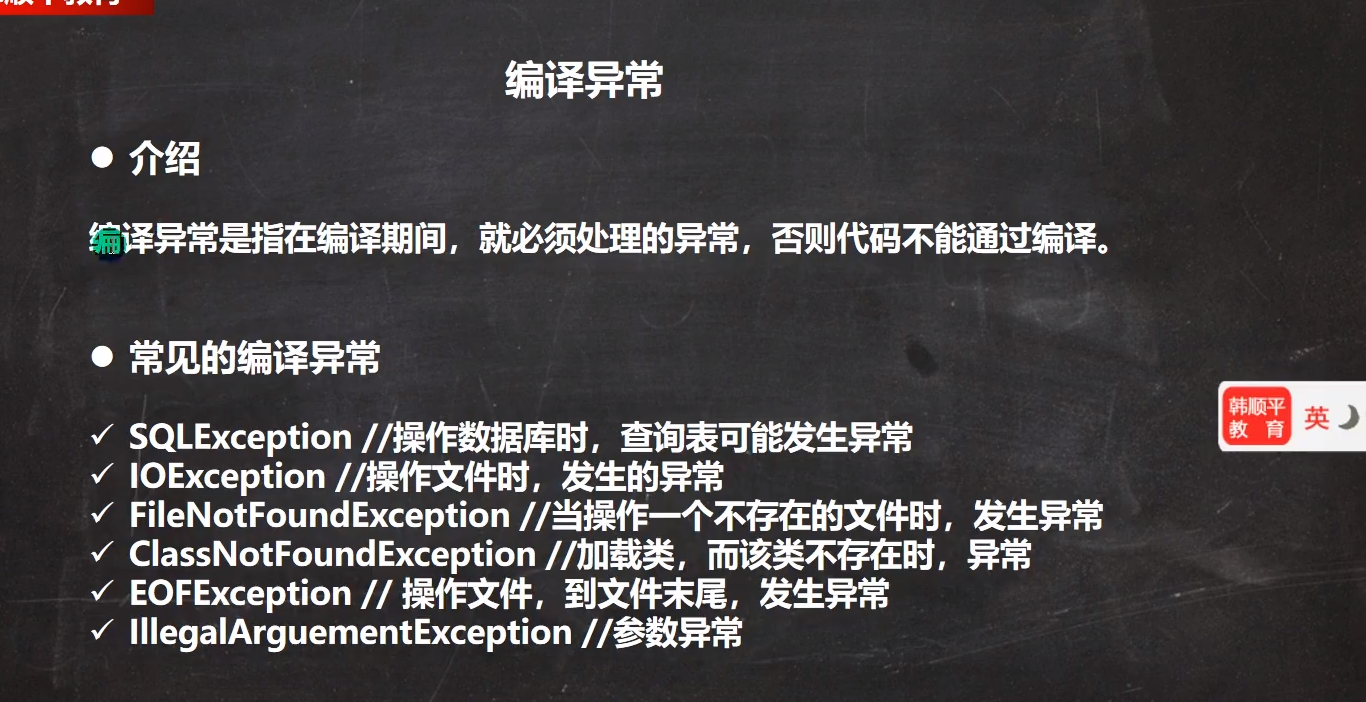 编译异常
● 介绍
编译异常是指在编译期间，就必须处理的异常，否则代码不能通过编译。
● 常见的编译异常
✓ SQLException //操作数据库时，查询表可能发生异常
✓ IOException //操作文件时，发生的异常
✓ FileNotFoundException //当操作一个不存在的文件时，发生异常
✓ ClassNotFoundException //加载类，而该类不存在时，异常
✓ EOFException // 操作文件，到文件末尾，发生异常
✓ IllegalArguementException //参数异常
韩顺平
教 育
英